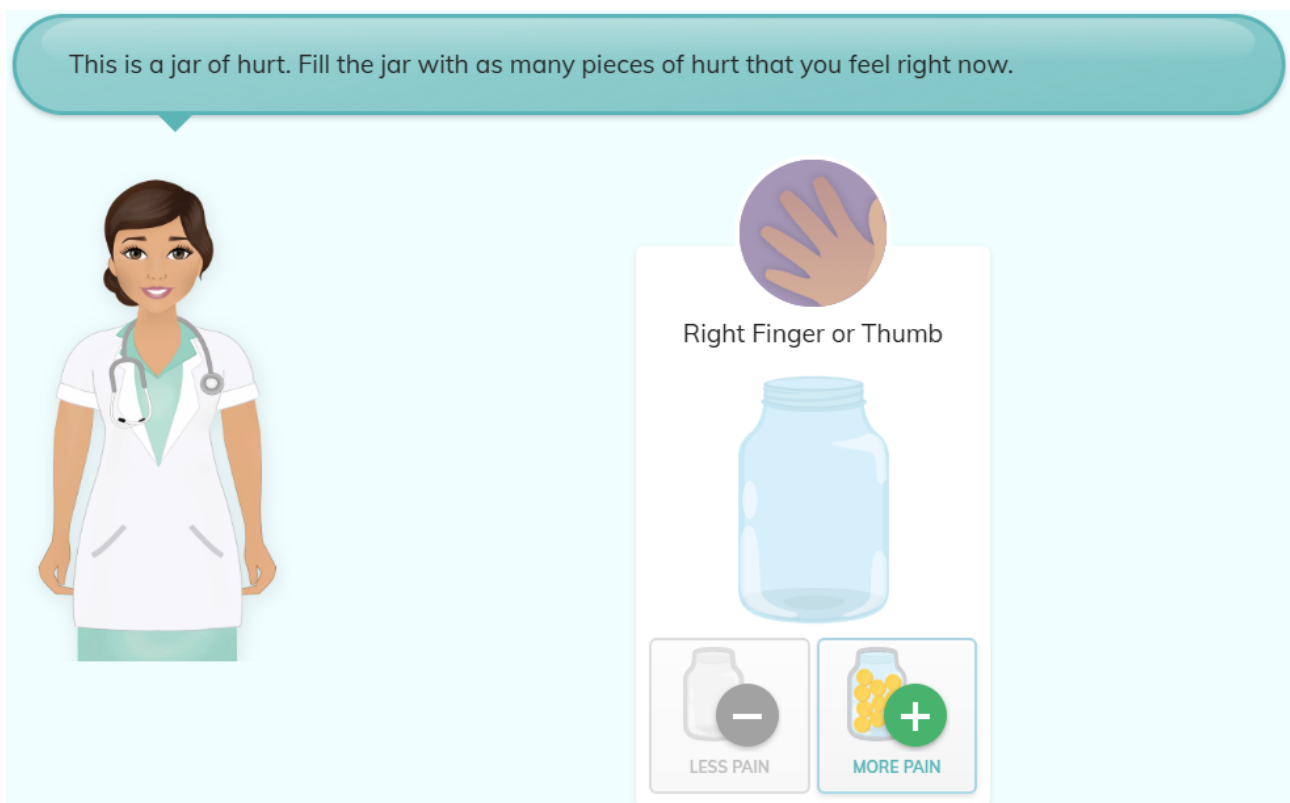 This is a jar of hurt. Fill the jar with as many pieces of hurt that you feel right now.
Right Finger or Thumb
LESS PAIN
MORE PAIN